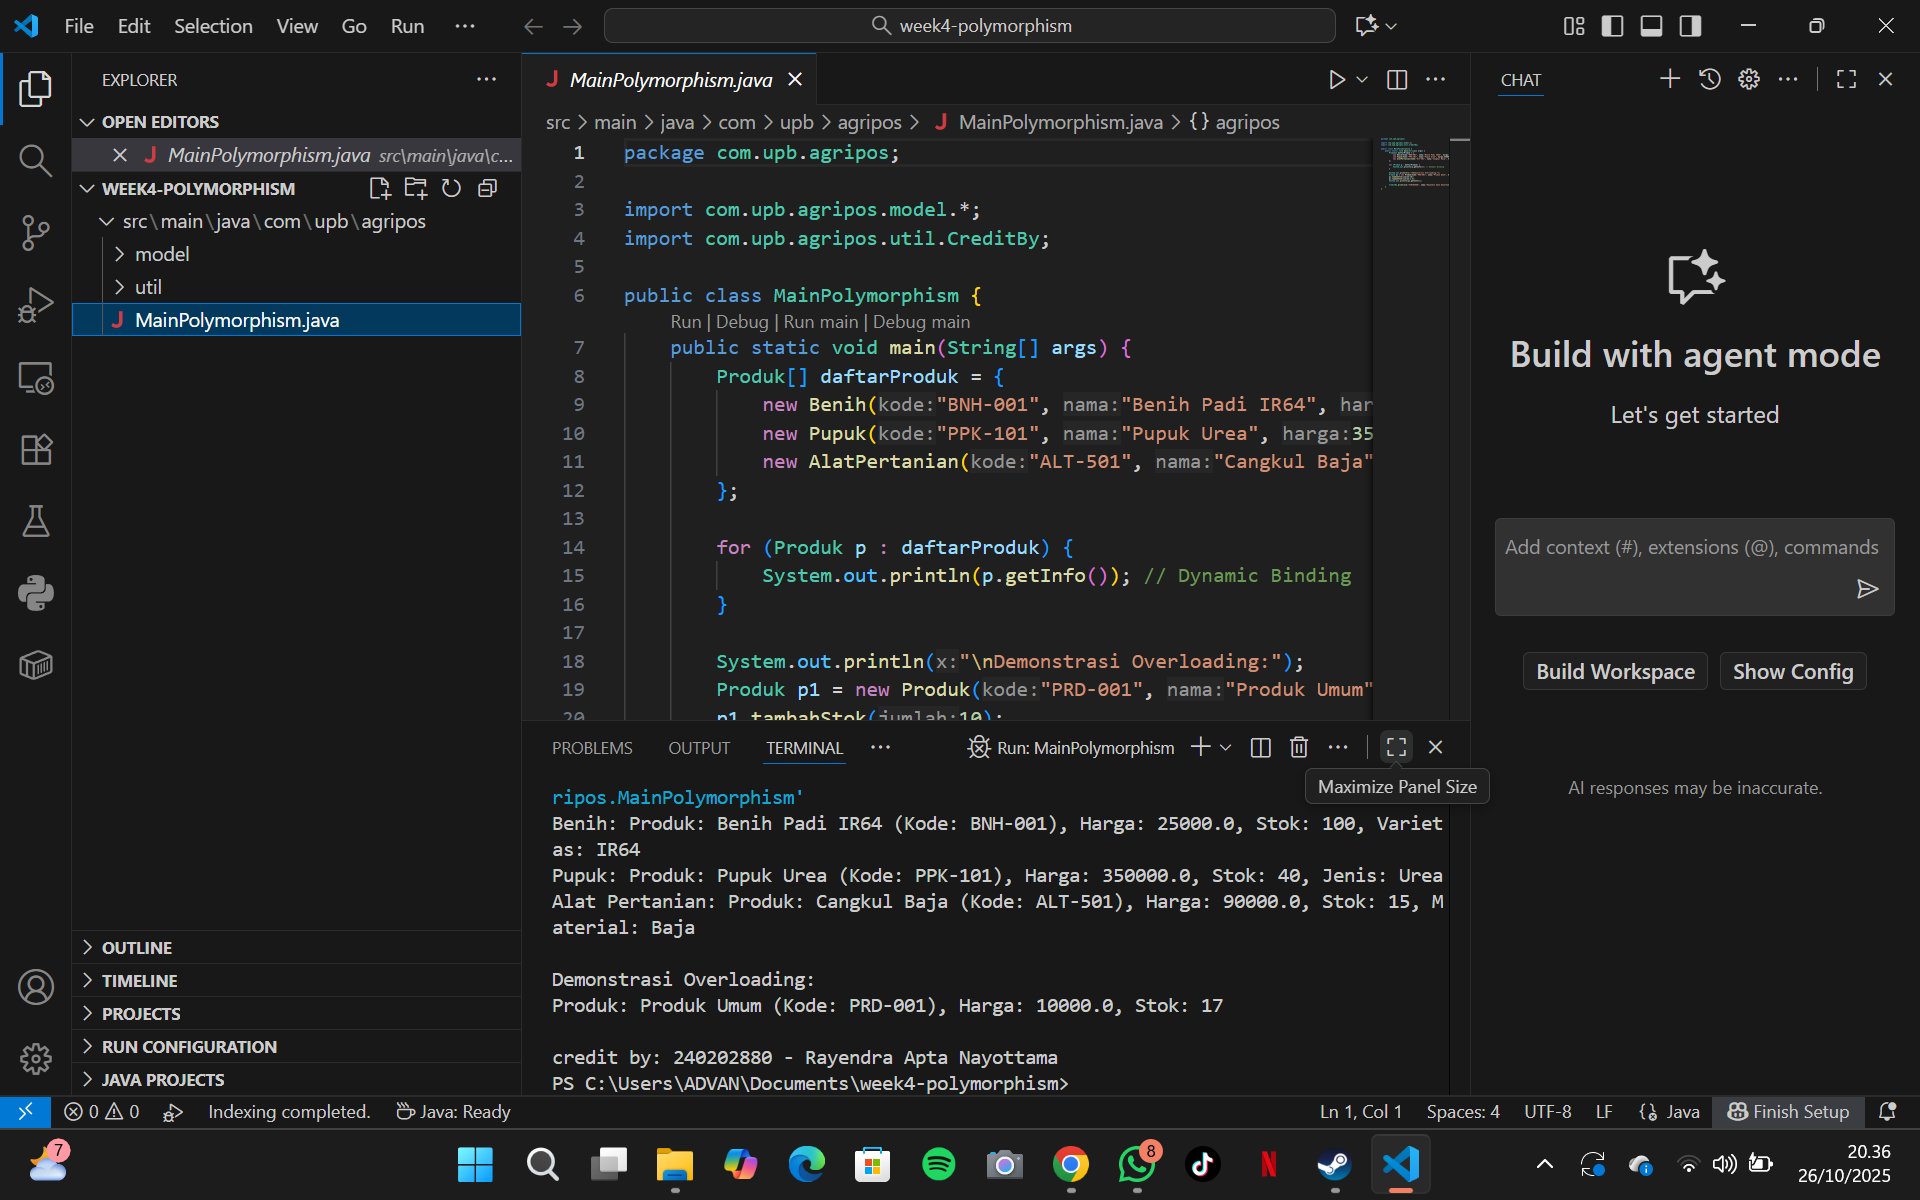 File Edit Selection View Go Run ···
week4-polymorphism
EXPLORER
OPEN EDITORS
MainPolymorphism.java src\main\java\c...
WEEK4-POLYMORPHISM
src\main\java\com\upb\agripos
model
util
J MainPolymorphism.java
OUTLINE
TIMELINE
PROJECTS
RUN CONFIGURATION
JAVA PROJECTS
J MainPolymorphism.java
src > main > java > com > upb > agripos > J MainPolymorphism.java > {} agripos
1 package com.upb.agripos;
2
3 import com.upb.agripos.model.*;
4 import com.upb.agripos.util.CreditBy;
5
6 public class MainPolymorphism {
Run | Debug | Run main | Debug main
7 public static void main(String[] args) {
8 Produk[] daftarProduk = {
9 new Benih(kode:"BNH-001", nama:"Benih Padi IR64", har
10 new Pupuk(kode:"PPK-101", nama:"Pupuk Urea", harga:35
11 new AlatPertanian(kode:"ALT-501", nama:"Cangkul Baja"
12 };
13
14 for (Produk p : daftarProduk) {
15 System.out.println(p.getInfo()); // Dynamic Binding
16 }
17
18 System.out.println(x:"\nDemonstrasi Overloading:");
19 Produk p1 = new Produk(kode:"PRD-001", nama:"Produk Umum"
20 p1.tambahStok(jumlah:10);
PROBLEMS OUTPUT TERMINAL ···
Run: MainPolymorphism
Maximize Panel Size
ripos.MainPolymorphism'
Benih: Produk: Benih Padi IR64 (Kode: BNH-001), Harga: 25000.0, Stok: 100, Variet
as: IR64
Pupuk: Produk: Pupuk Urea (Kode: PPK-101), Harga: 350000.0, Stok: 40, Jenis: Urea
Alat Pertanian: Produk: Cangkul Baja (Kode: ALT-501), Harga: 90000.0, Stok: 15, M
aterial: Baja
Demonstrasi Overloading:
Produk: Produk Umum (Kode: PRD-001), Harga: 10000.0, Stok: 17
credit by: 240202880 - Rayendra Apta Nayottama
PS C:\Users\ADVAN\Documents\week4-polymorphism>
CHAT
Build with agent mode
Let's get started
Add context (#), extensions (@), commands
Build Workspace Show Config
AI responses may be inaccurate.
0 0 Indexing completed. Java: Ready
Ln 1, Col 1 Spaces: 4 UTF-8 LF Java Finish Setup
7
8
20.36
26/10/2025